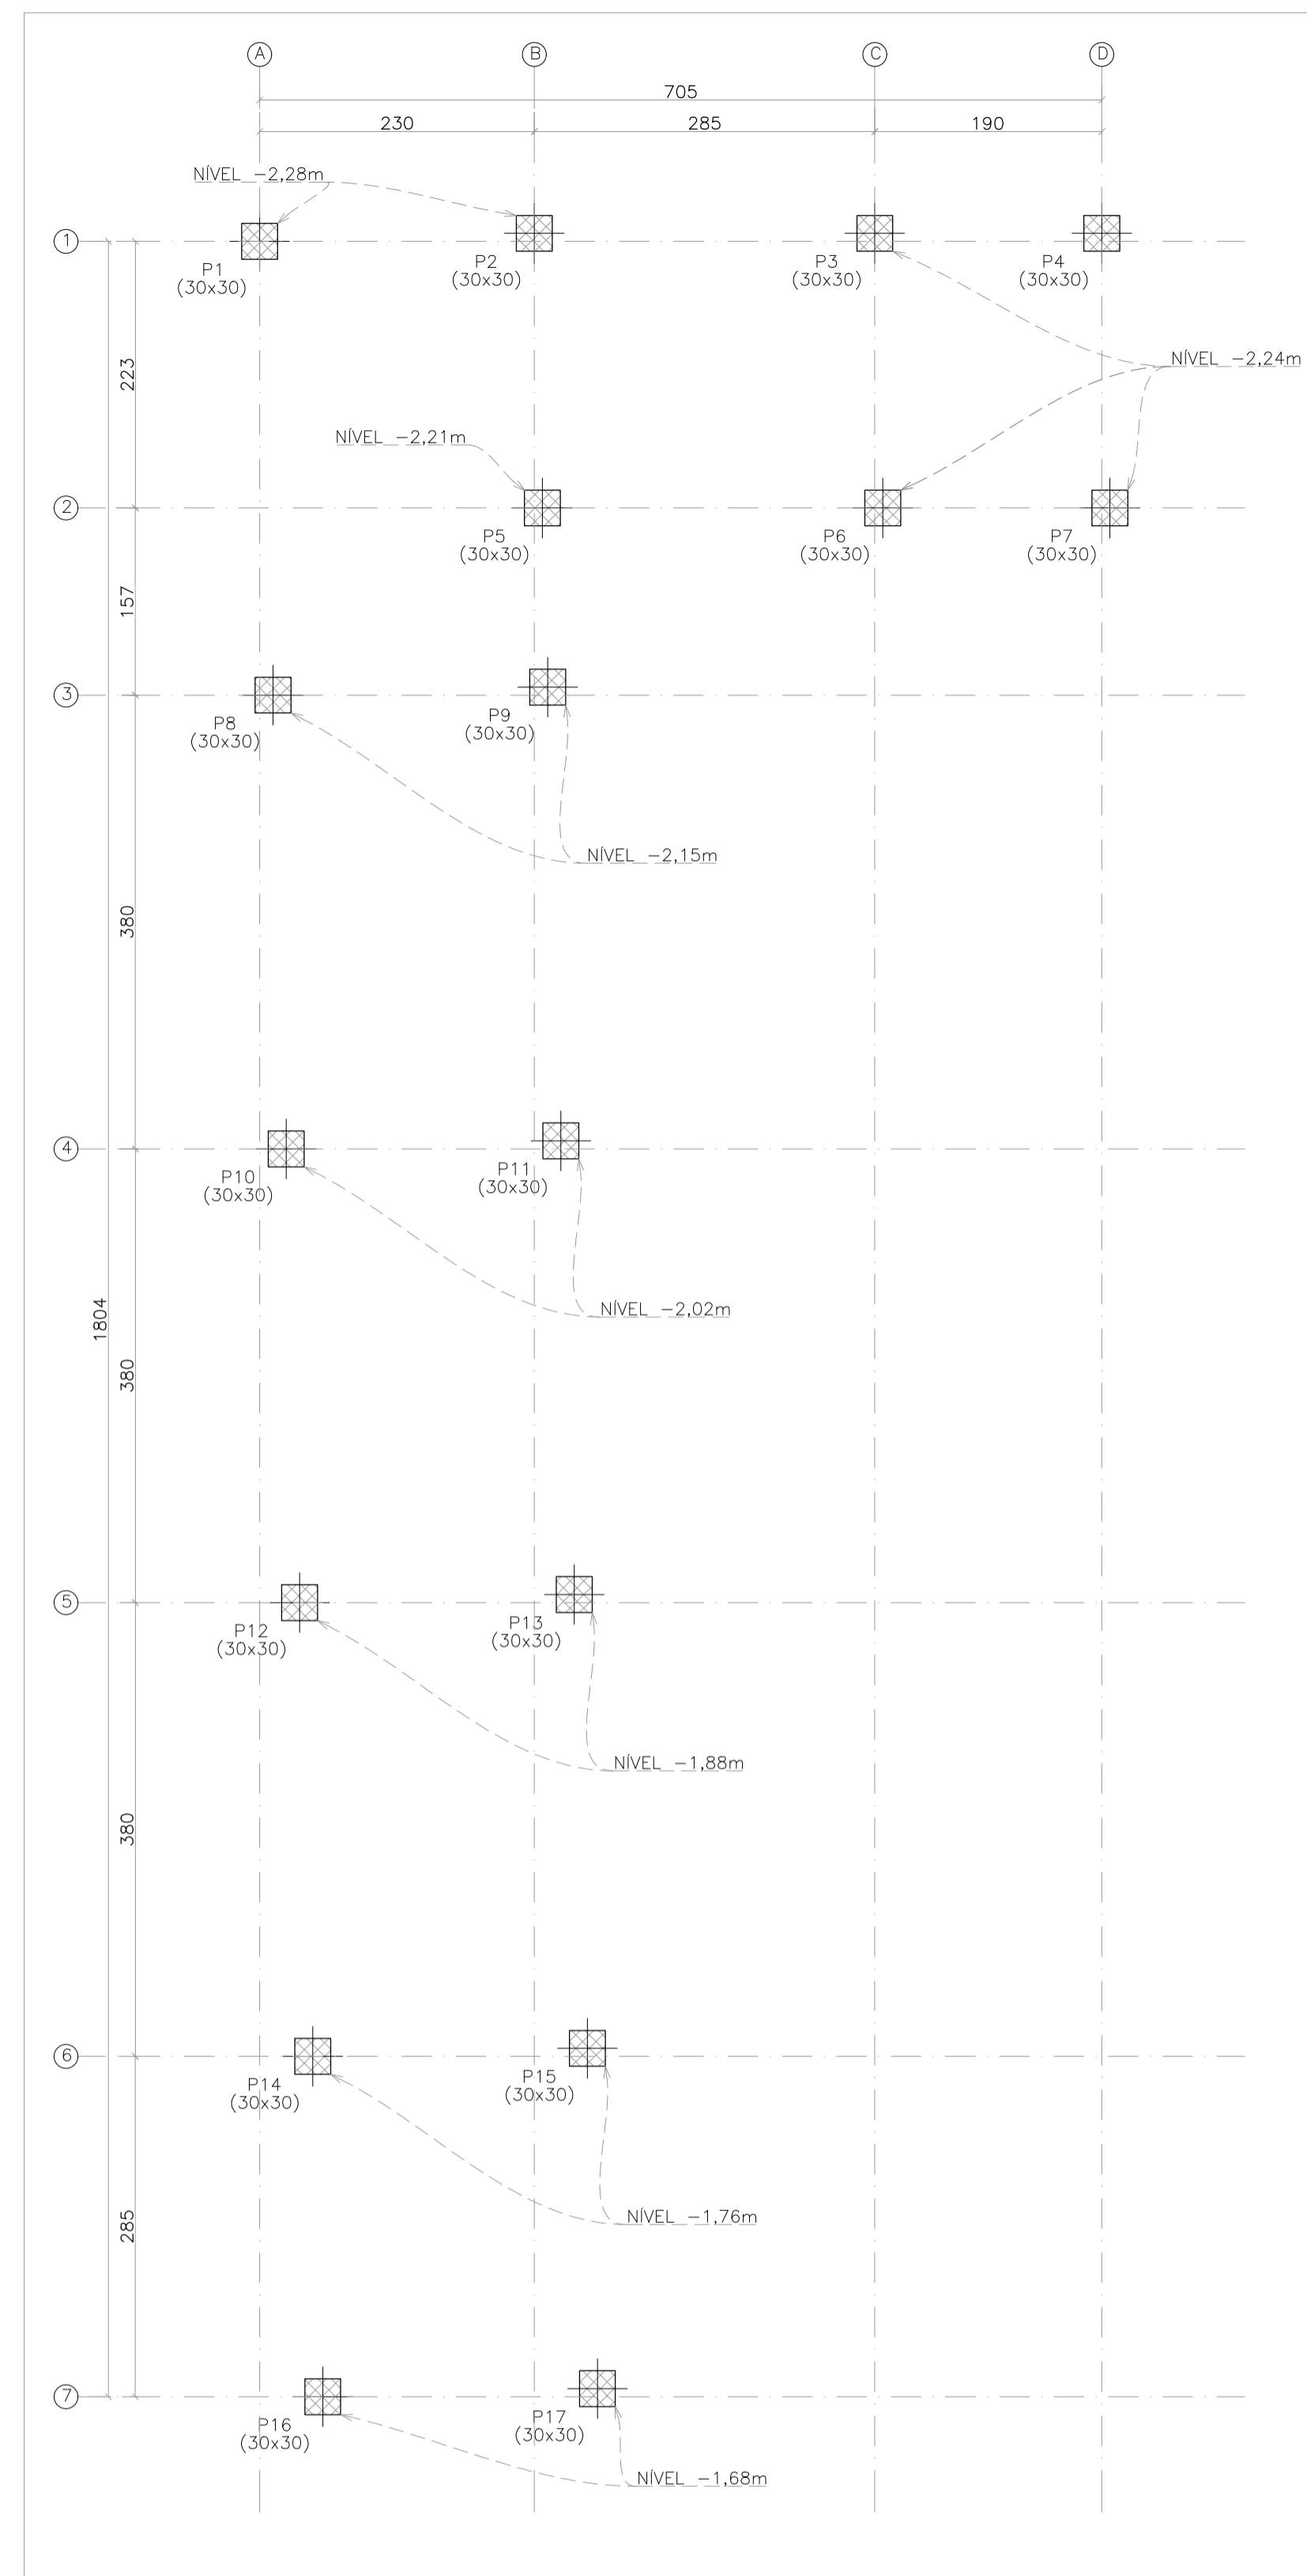 A B C D
705
230 285 190
NÍVEL -2,28m
1
P1
(30x30)
P2
(30x30)
P3
(30x30)
P4
(30x30)
223
NÍVEL -2,24m
NÍVEL -2,21m
2
P5
(30x30)
P6
(30x30)
P7
(30x30)
157
3
P8
(30x30)
P9
(30x30)
NÍVEL -2,15m
380
4
P10
(30x30)
P11
(30x30)
NÍVEL -2,02m
1804
380
5
P12
(30x30)
P13
(30x30)
NÍVEL -1,88m
380
6
P14
(30x30)
P15
(30x30)
NÍVEL -1,76m
285
7
P16
(30x30)
P17
(30x30)
NÍVEL -1,68m